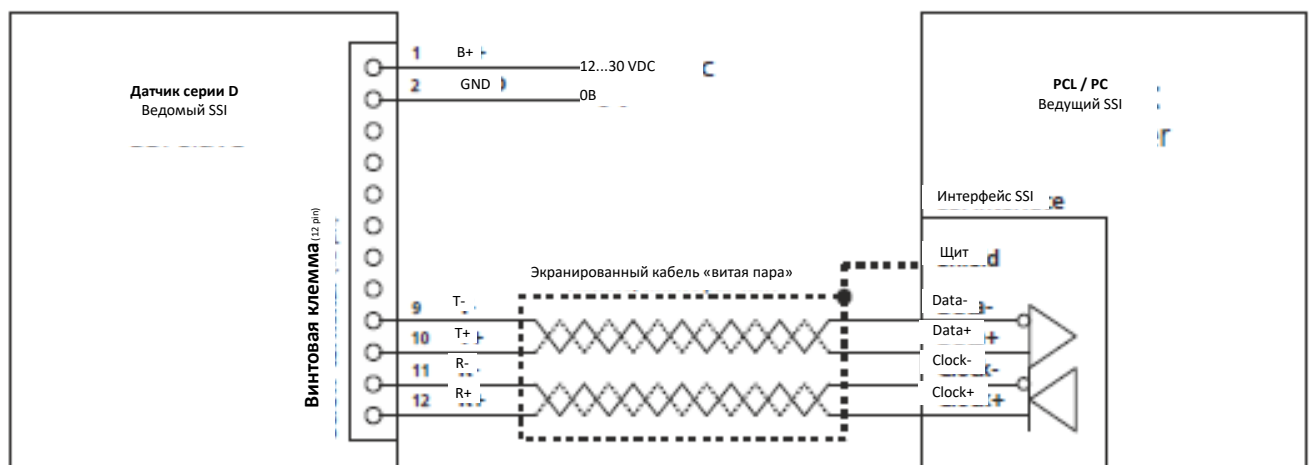 Датчик серии D
Ведомый SSI
Винтовая клемма (12 pin)
1 B+
12...30 VDC
2 GND
0В
9 T-
10 T+
11 R-
12 R+
Экранированный кабель «витая пара»
PCL / PC
Ведущий SSI
Интерфейс SSI
Щит
Data-
Data+
Clock-
Clock+